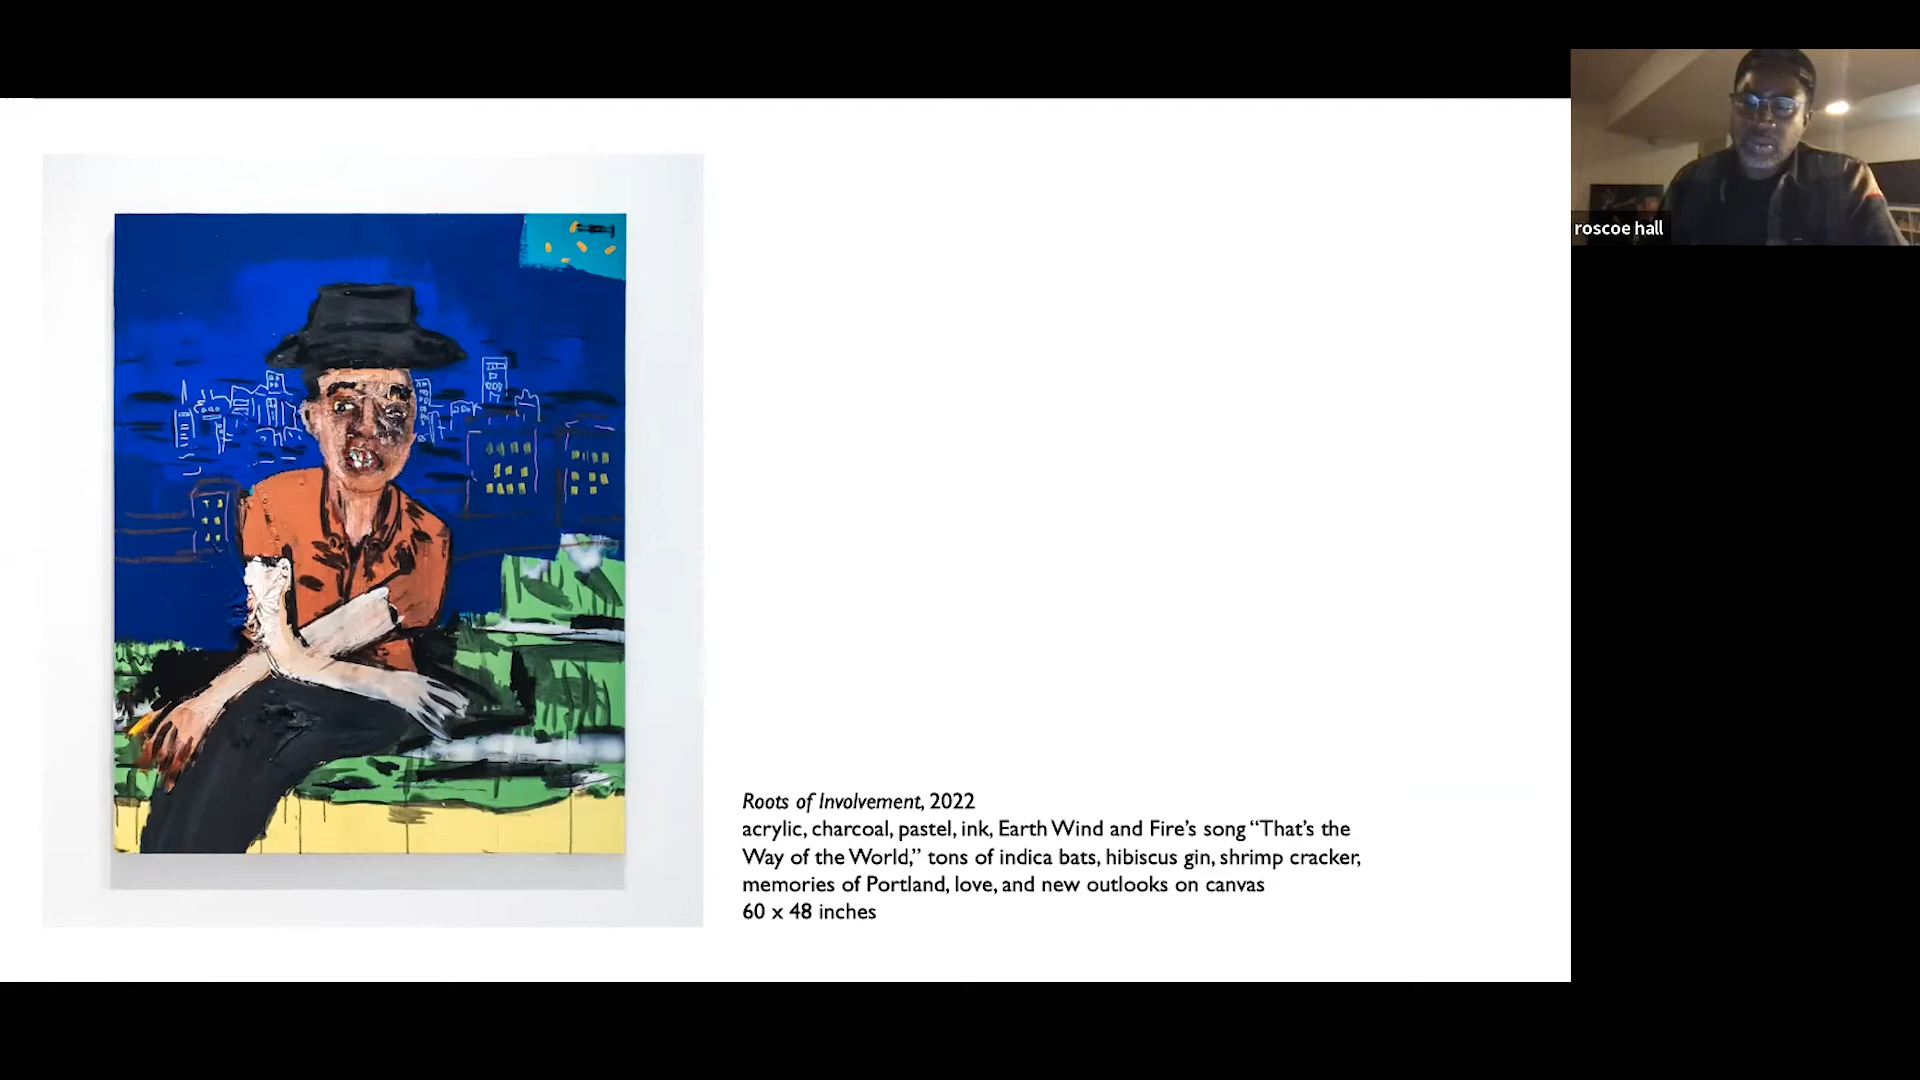 roscoe hall
Roots of Involvement, 2022
acrylic, charcoal, pastel, ink, Earth Wind and Fire's song “That's the
Way of the World,” tons of indica bats, hibiscus gin, shrimp cracker,
memories of Portland, love, and new outlooks on canvas
60 x 48 inches